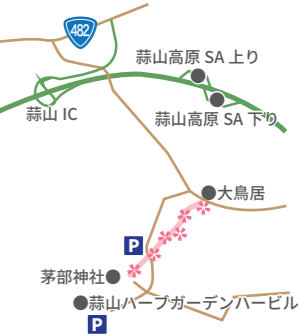 482
蒜山高原 SA 上り
蒜山 IC
蒜山高原 SA 下り
大鳥居
P
茅部神社
蒜山ハーブガーデンハービル
P